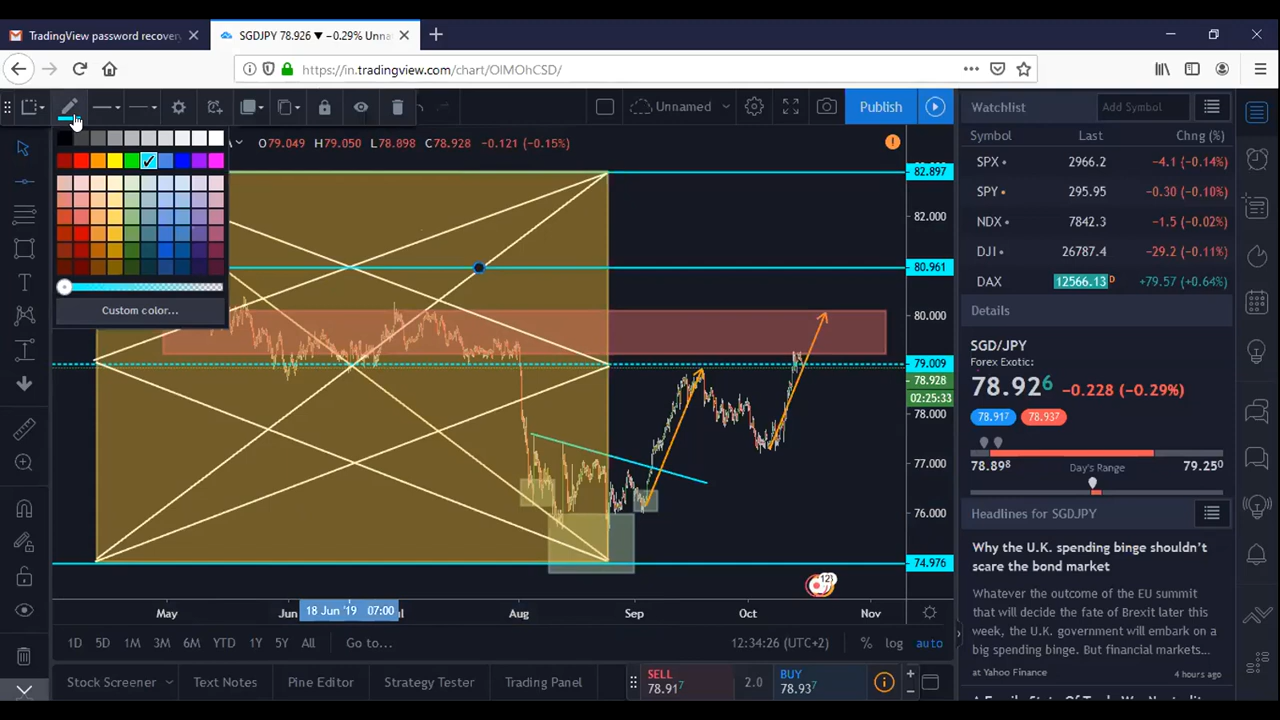 TradingView password recovery
SGDJPY 78.926 ▼ −0.29% Unna
https://in.tradingview.com/chart/OIMOhCSD/
Unnamed
Publish
Watchlist
Add Symbol
O79.049 H79.050 L78.898 C78.928 -0.121 (-0.15%)
Symbol Last Chng (%)
SPX 2966.2 −4.1 (−0.14%)
SPY 295.95 −0.30 (−0.10%)
NDX 7842.3 −1.5 (−0.02%)
DJI 26787.4 −29.2 (−0.11%)
DAX 12566.13 D +79.57 (+0.64%)
Custom color...
82.897
82.000
80.961
80.000
79.009
78.928
02:25:33
78.000
77.000
76.000
74.976
Details
SGD/JPY
Forex Exotic:
78.926 −0.228 (−0.29%)
78.917 78.937
78.898 Day's Range 79.250
Headlines for SGDJPY
Why the U.K. spending binge shouldn't
scare the bond market
Whatever the outcome of the EU summit
that will decide the fate of Brexit later this
week, the U.K. government will embark on
a big spending binge. But financial markets...
at Yahoo Finance 4 hours ago
12
May Jun 18 Jun '19 07:00 Aug Sep Oct Nov
1D 5D 1M 3M 6M YTD 1Y 5Y All Go to... 12:34:26 (UTC+2) % log auto
Stock Screener Text Notes Pine Editor Strategy Tester Trading Panel
SELL
78.917
2.0
BUY
78.937